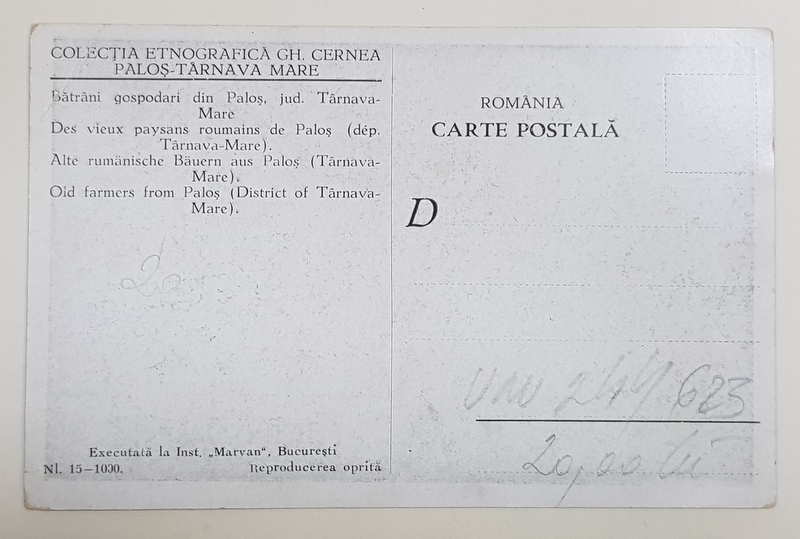 COLECȚIA ETNOGRAFICĂ GH. CERNEA
PALOȘ-TÂRNAVA MARE
Bătrâni gospodari din Paloș, jud. Târnava-
Mare
Des vieux paysans roumains de Paloș (dép.
Târnava-Mare).
Alte rumänische Bäuern aus Paloș (Târnava-
Mare).
Old farmers from Paloș (District of Târnava-
Mare).
Executată la Inst. „Marvan“, București
Nl. 15–1030.
Reproducerea oprită
ROMÂNIA
CARTE POSTALĂ
D
623
20,00 lei